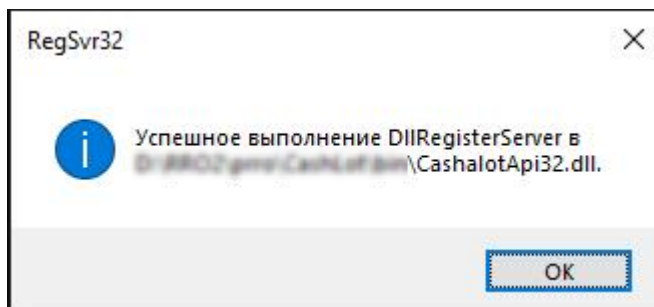 RegSvr32
Успешное выполнение DllRegisterServer в
\CashalotApi32.dll.
OK